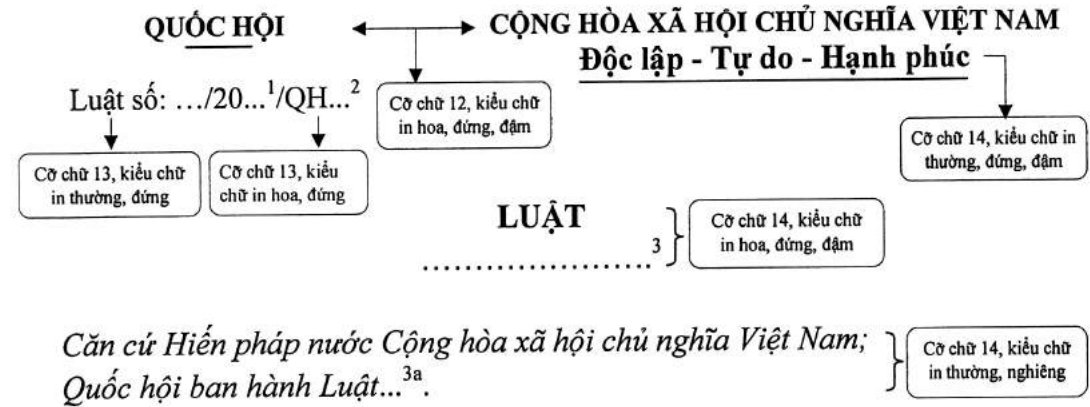 QUỐC HỘI
CỘNG HÒA XÃ HỘI CHỦ NGHĨA VIỆT NAM
Độc lập - Tự do - Hạnh phúc
Luật số: .../20...¹/QH...²
Cỡ chữ 12, kiểu chữ
in hoa, đứng, đậm
Cỡ chữ 14, kiểu chữ in
thường, đứng, đậm
Cỡ chữ 13, kiểu chữ
in thường, đứng
Cỡ chữ 13, kiểu
chữ in hoa, đứng
LUẬT
..............................³
Cỡ chữ 14, kiểu chữ
in hoa, đứng, đậm
Căn cứ Hiến pháp nước Cộng hòa xã hội chủ nghĩa Việt Nam;
Quốc hội ban hành Luật...³ᵃ.
Cỡ chữ 14, kiểu chữ
in thường, nghiêng